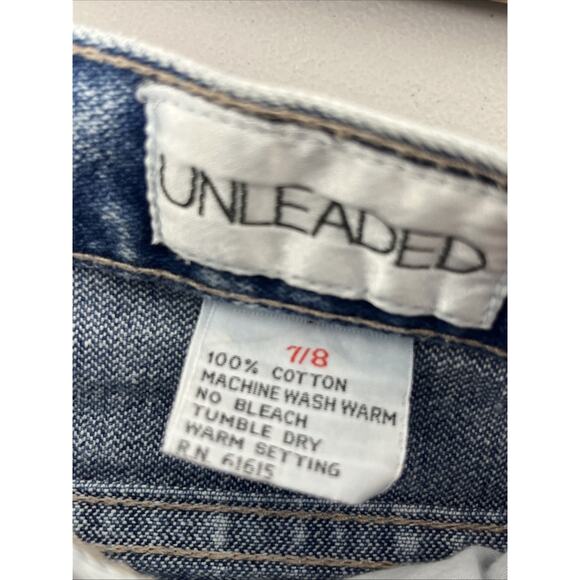 UNLEADED
7/8
100% COTTON
MACHINE WASH WARM
NO BLEACH
TUMBLE DRY
WARM SETTING
R.N. 61615